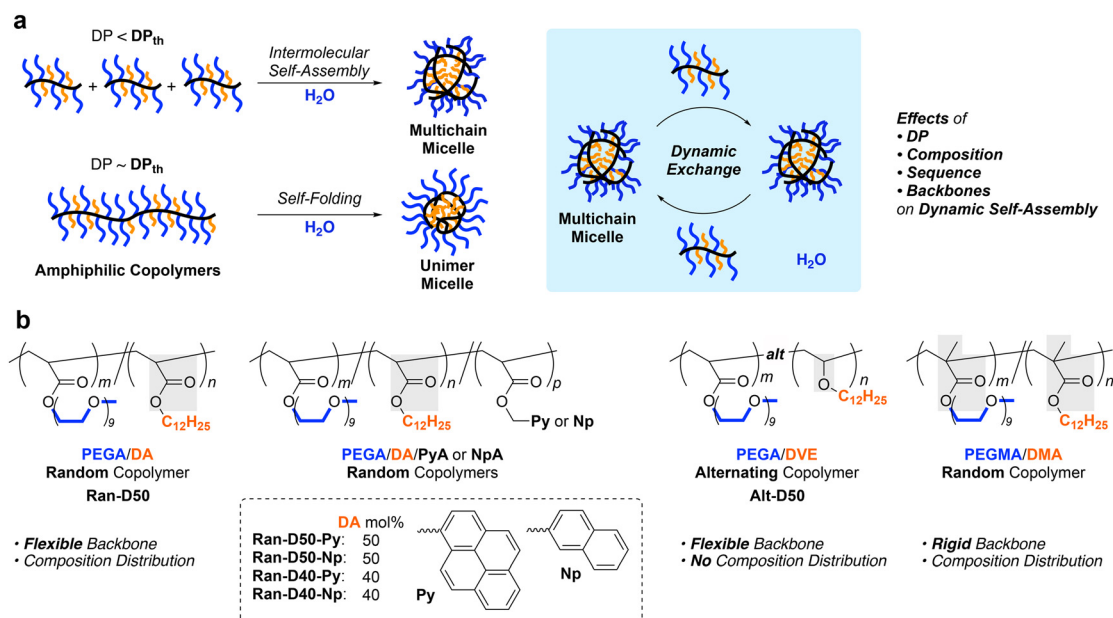 a
DP < DPth
+ +
Intermolecular
Self-Assembly
H2O
Multichain
Micelle
DP ~ DPth
Amphiphilic Copolymers
Self-Folding
H2O
Unimer
Micelle
Multichain
Micelle
Dynamic
Exchange
H2O
Effects of
• DP
• Composition
• Sequence
• Backbones
on Dynamic Self-Assembly
b
m n
O O O O
O 9 C12H25
PEGA/DA
Random Copolymer
Ran-D50
• Flexible Backbone
• Composition Distribution
m n p
O O O O O O
O 9 C12H25 Py or Np
PEGA/DA/PyA or NpA
Random Copolymers
DA mol%
Ran-D50-Py: 50
Ran-D50-Np: 50
Ran-D40-Py: 40
Ran-D40-Np: 40
Py
Np
alt
m n
O O O
O 9 C12H25
PEGA/DVE
Alternating Copolymer
Alt-D50
• Flexible Backbone
• No Composition Distribution
m n
O O O O
O 9 C12H25
PEGMA/DMA
Random Copolymer
• Rigid Backbone
• Composition Distribution